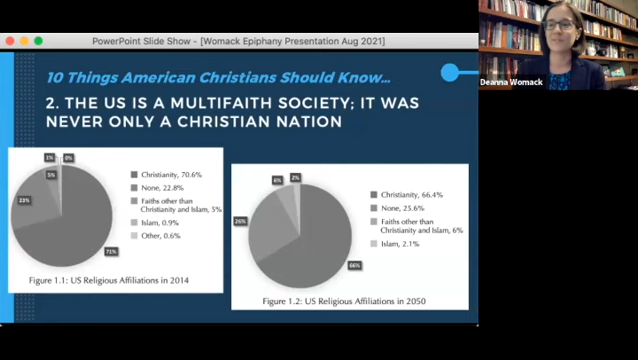 PowerPoint Slide Show - [Womack Epiphany Presentation Aug 2021]
Deanna Womack
10 Things American Christians Should Know...
2. THE US IS A MULTIFAITH SOCIETY; IT WAS
NEVER ONLY A CHRISTIAN NATION
1%
0%
5%
23%
71%
Christianity, 70.6%
None, 22.8%
Faiths other than
Christianity and Islam, 5%
Islam, 0.9%
Other, 0.6%
Figure 1.1: US Religious Affiliations in 2014
6%
2%
26%
66%
Christianity, 66.4%
None, 25.6%
Faiths other than
Christianity and Islam, 6%
Islam, 2.1%
Figure 1.2: US Religious Affiliations in 2050